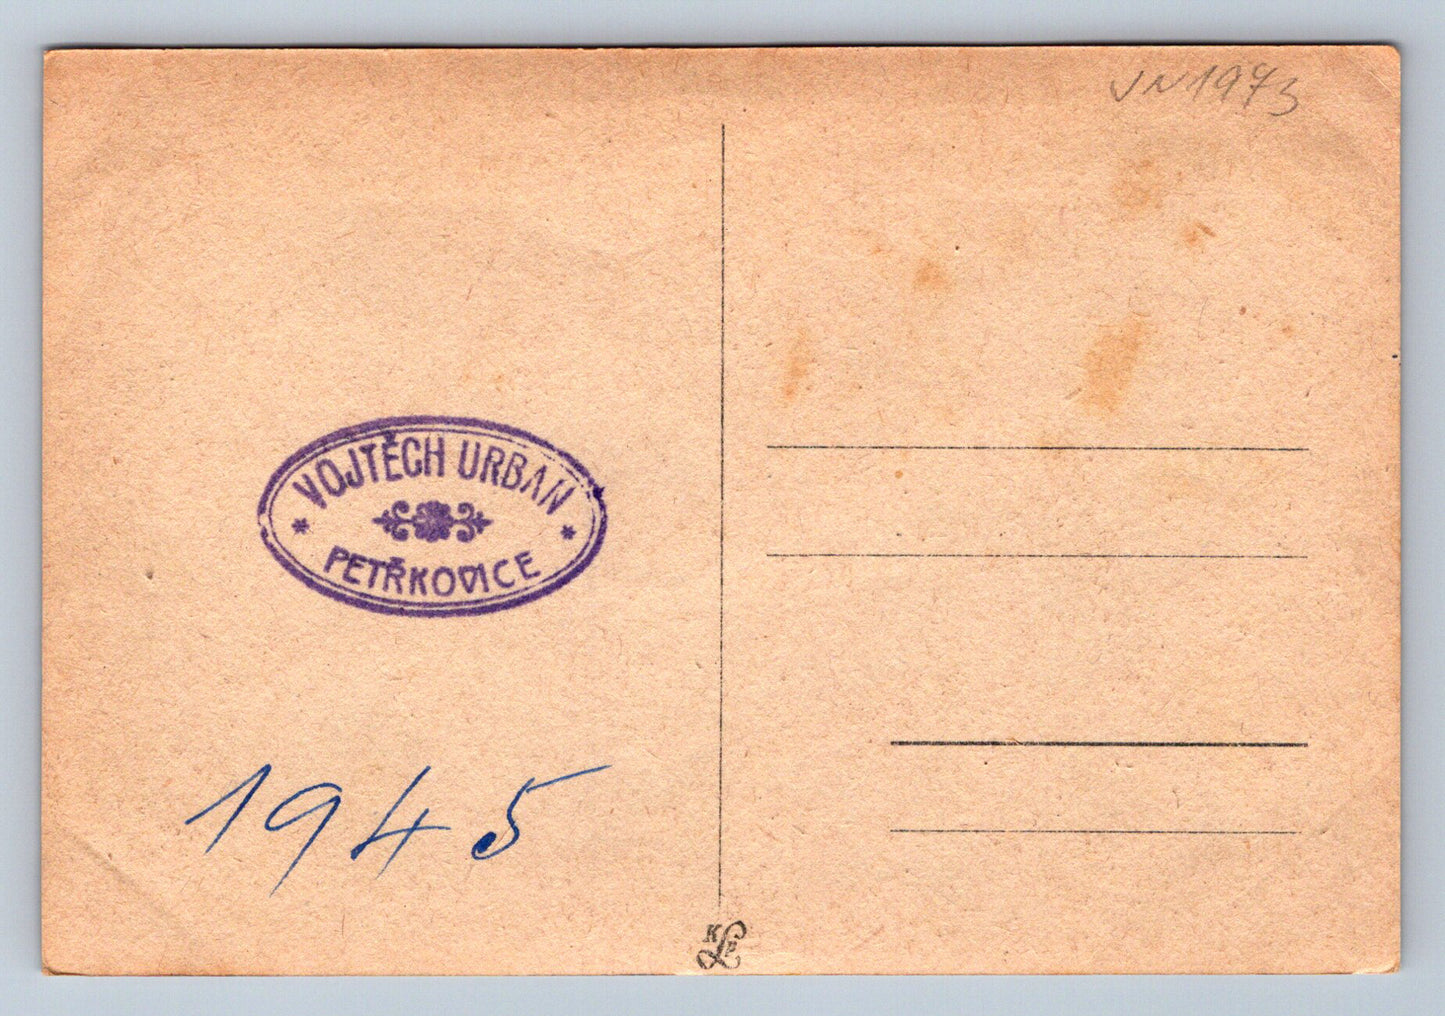 VN1973
VOJTĚCH URBAN
* *
PETŘKOVICE
1945